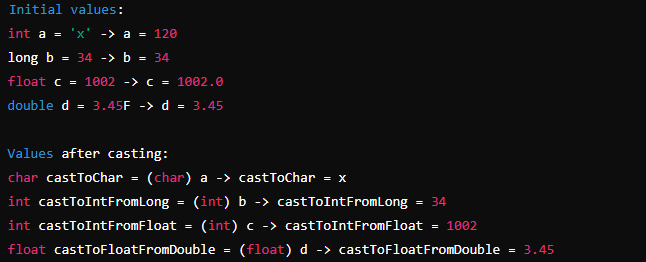 Initial values:
int a = 'x' -> a = 120
long b = 34 -> b = 34
float c = 1002 -> c = 1002.0
double d = 3.45F -> d = 3.45
Values after casting:
char castToChar = (char) a -> castToChar = x
int castToIntFromLong = (int) b -> castToIntFromLong = 34
int castToIntFromFloat = (int) c -> castToIntFromFloat = 1002
float castToFloatFromDouble = (float) d -> castToFloatFromDouble = 3.45